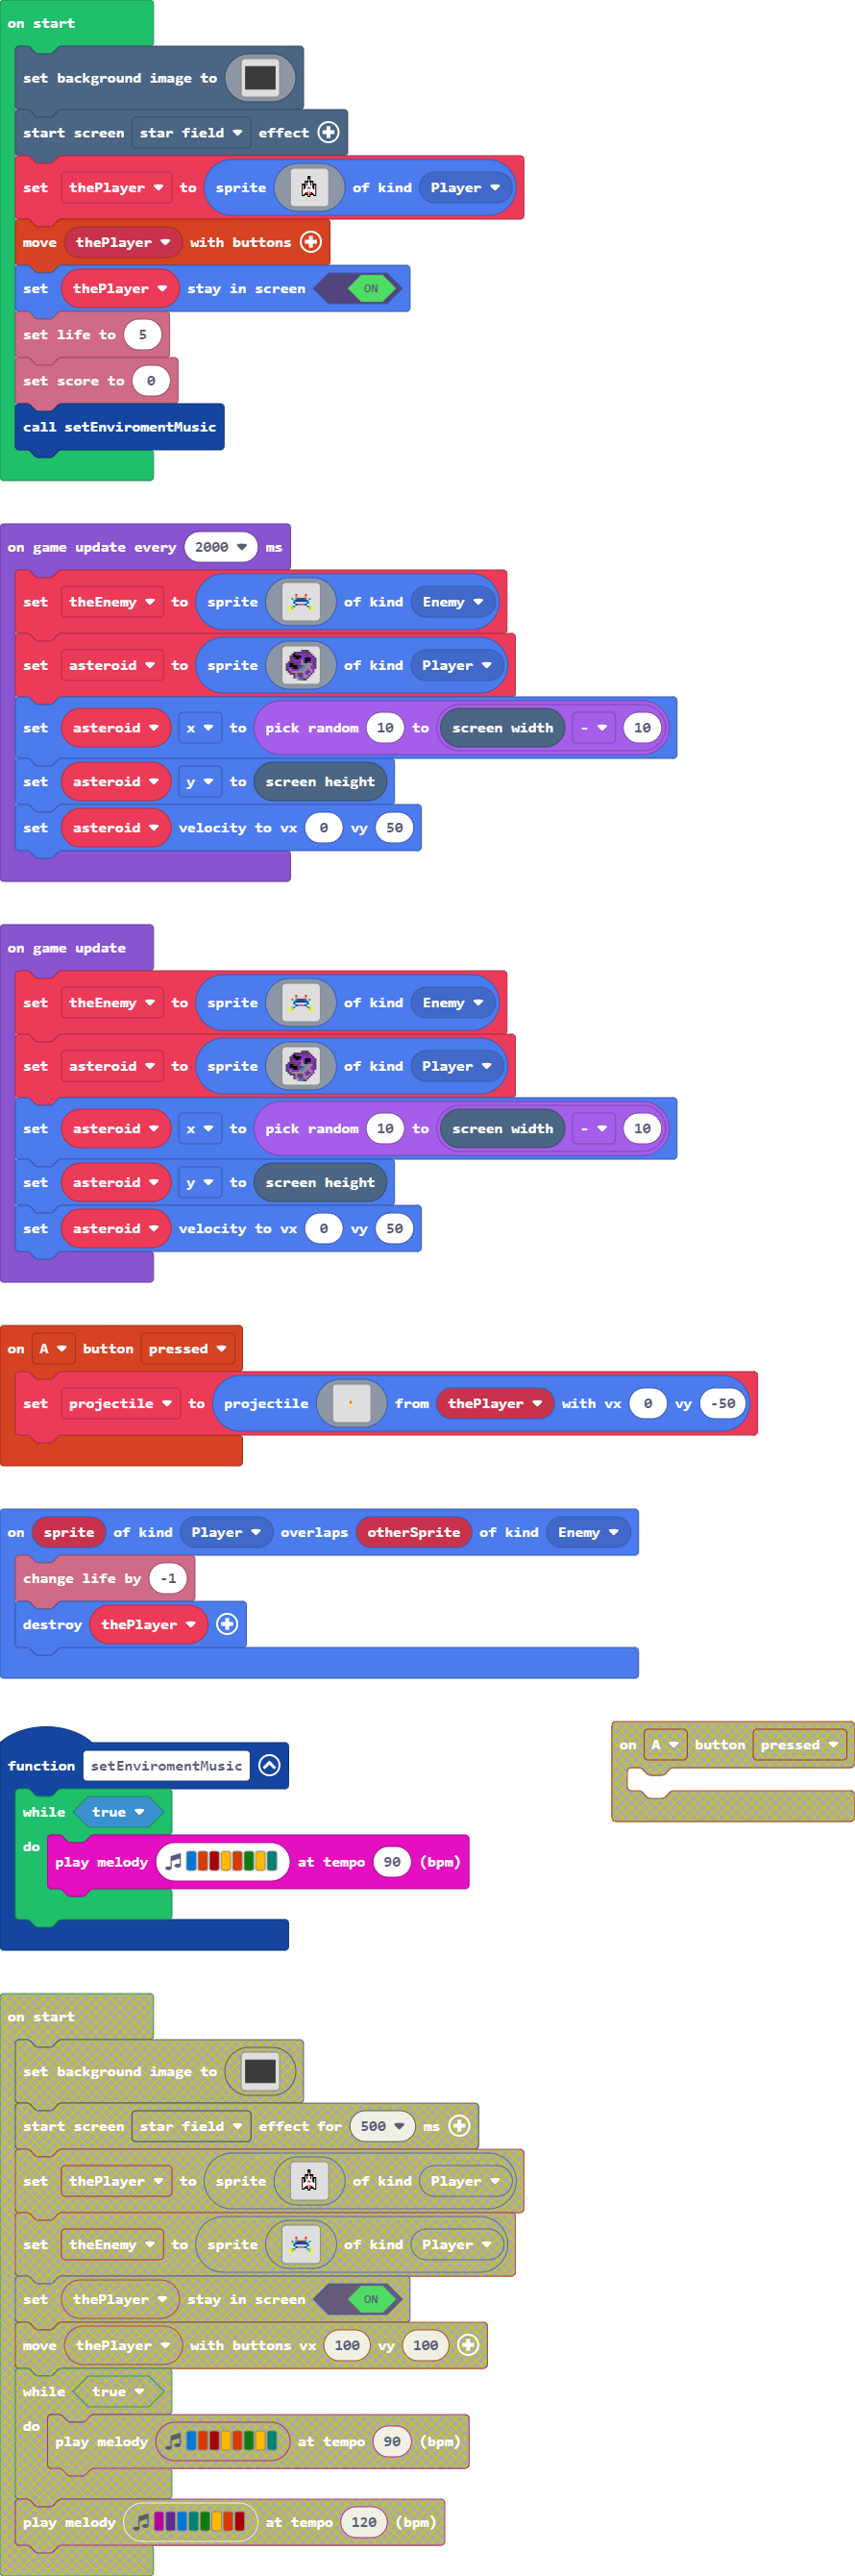 on start
set background image to
start screen star field effect
set thePlayer to sprite of kind Player
move thePlayer with buttons
set thePlayer stay in screen ON
set life to 5
set score to 0
call setEnviromentMusic
on game update every 2000 ms
set theEnemy to sprite of kind Enemy
set asteroid to sprite of kind Player
set asteroid x to pick random 10 to screen width - 10
set asteroid y to screen height
set asteroid velocity to vx 0 vy 50
on game update
set theEnemy to sprite of kind Enemy
set asteroid to sprite of kind Player
set asteroid x to pick random 10 to screen width - 10
set asteroid y to screen height
set asteroid velocity to vx 0 vy 50
on A button pressed
set projectile to projectile from thePlayer with vx 0 vy -50
on sprite of kind Player overlaps otherSprite of kind Enemy
change life by -1
destroy thePlayer
function setEnviromentMusic
while true
do play melody at tempo 90 (bpm)
on A button pressed
on start
set background image to
start screen star field effect for 500 ms
set thePlayer to sprite of kind Player
set theEnemy to sprite of kind Player
set thePlayer stay in screen ON
move thePlayer with buttons vx 100 vy 100
while true
do play melody at tempo 90 (bpm)
play melody at tempo 120 (bpm)